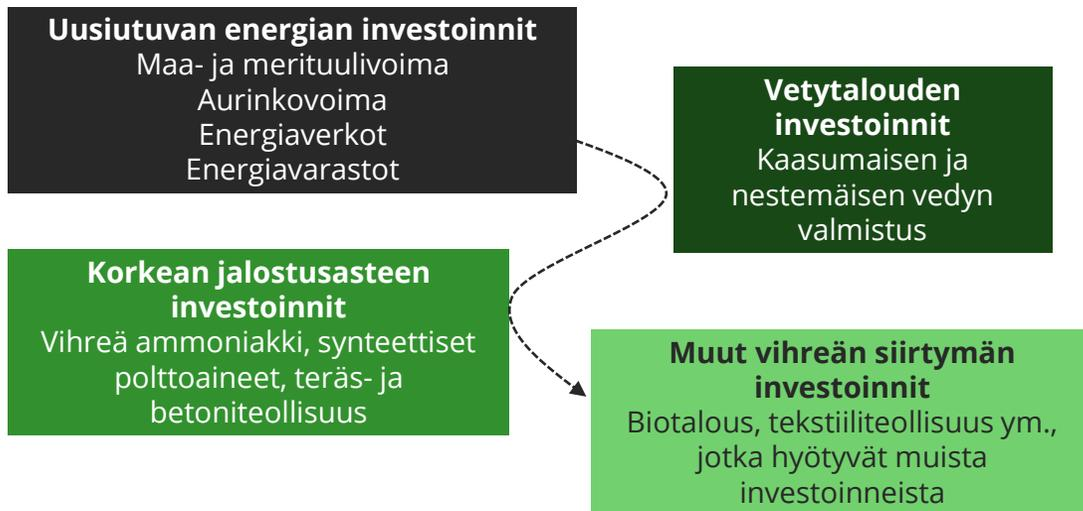 Uusiutuvan energian investoinnit
Maa- ja merituulivoima
Aurinkovoima
Energiaverkot
Energiavarastot
Vetytalouden
investoinnit
Kaasumaisen ja
nestemäisen vedyn
valmistus
Korkean jalostusasteen
investoinnit
Vihreä ammoniakki, synteettiset
polttoaineet, teräs- ja
betoniteollisuus
Muut vihreän siirtymän
investoinnit
Biotalous, tekstiiliteollisuus ym.,
jotka hyötyvät muista
investoinneista